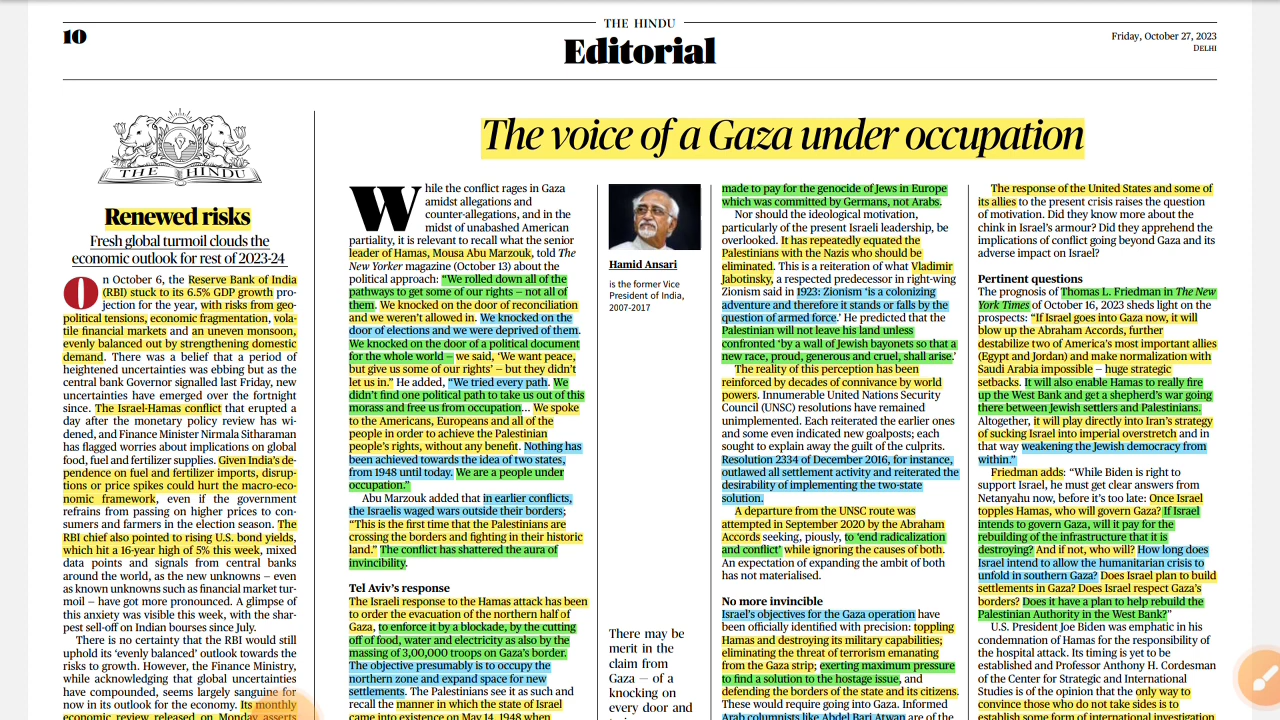 10
THE HINDU
Editorial
Friday, October 27, 2023
DELHI
THE HINDU
Renewed risks
Fresh global turmoil clouds the
economic outlook for rest of 2023-24
On October 6, the Reserve Bank of India
(RBI) stuck to its 6.5% GDP growth pro-
jection for the year, with risks from geo-
political tensions, economic fragmentation, vola-
tile financial markets and an uneven monsoon,
evenly balanced out by strengthening domestic
demand. There was a belief that a period of
heightened uncertainties was ebbing but as the
central bank Governor signalled last Friday, new
uncertainties have emerged over the fortnight
since. The Israel-Hamas conflict that erupted a
day after the monetary policy review has wi-
dened, and Finance Minister Nirmala Sitharaman
has flagged worries about implications on global
food, fuel and fertilizer supplies. Given India's de-
pendence on fuel and fertilizer imports, disrup-
tions or price spikes could hurt the macro-eco-
nomic framework, even if the government
refrains from passing on higher prices to con-
sumers and farmers in the election season. The
RBI chief also pointed to rising U.S. bond yields,
which hit a 16-year high of 5% this week, mixed
data points and signals from central banks
around the world, as the new unknowns — even
as known unknowns such as financial market tur-
moil — have got more pronounced. A glimpse of
this anxiety was visible this week, with the shar-
pest sell-off on Indian bourses since July.
There is no certainty that the RBI would still
uphold its 'evenly balanced' outlook towards the
risks to growth. However, the Finance Ministry,
while acknowledging that global uncertainties
have compounded, seems largely sanguine for
now in its outlook for the economy. Its monthly
economic review released on Monday asserts
The voice of a Gaza under occupation
While the conflict rages in Gaza
amidst allegations and
counter-allegations, and in the
midst of unabashed American
partiality, it is relevant to recall what the senior
leader of Hamas, Mousa Abu Marzouk, told The
New Yorker magazine (October 13) about the
political approach: “We rolled down all of the
pathways to get some of our rights — not all of
them. We knocked on the door of reconciliation
and we weren't allowed in. We knocked on the
door of elections and we were deprived of them.
We knocked on the door of a political document
for the whole world — we said, ‘We want peace,
but give us some of our rights’ – but they didn't
let us in.” He added, “We tried every path. We
didn't find one political path to take us out of this
morass and free us from occupation… We spoke
to the Americans, Europeans and all of the
people in order to achieve the Palestinian
people's rights, without any benefit. Nothing has
been achieved towards the idea of two states,
from 1948 until today. We are a people under
occupation.”
Abu Marzouk added that in earlier conflicts,
the Israelis waged wars outside their borders;
“This is the first time that the Palestinians are
crossing the borders and fighting in their historic
land.” The conflict has shattered the aura of
invincibility.
Tel Aviv's response
The Israeli response to the Hamas attack has been
to order the evacuation of the northern half of
Gaza, to enforce it by a blockade, by the cutting
off of food, water and electricity as also by the
massing of 3,00,000 troops on Gaza's border.
The objective presumably is to occupy the
northern zone and expand space for new
settlements. The Palestinians see it as such and
recall the manner in which the state of Israel
came into existence on May 14, 1948 when
Hamid Ansari
is the former Vice
President of India,
2007-2017
There may be
merit in the
claim from
Gaza — of a
knocking on
every door and
made to pay for the genocide of Jews in Europe
which was committed by Germans, not Arabs.
Nor should the ideological motivation,
particularly of the present Israeli leadership, be
overlooked. It has repeatedly equated the
Palestinians with the Nazis who should be
eliminated. This is a reiteration of what Vladimir
Jabotinsky, a respected predecessor in right-wing
Zionism said in 1923: Zionism ‘is a colonizing
adventure and therefore it stands or falls by the
question of armed force.’ He predicted that the
Palestinian will not leave his land unless
confronted ‘by a wall of Jewish bayonets so that a
new race, proud, generous and cruel, shall arise.’
The reality of this perception has been
reinforced by decades of connivance by world
powers. Innumerable United Nations Security
Council (UNSC) resolutions have remained
unimplemented. Each reiterated the earlier ones
and some even indicated new goalposts; each
sought to explain away the guilt of the culprits.
Resolution 2334 of December 2016, for instance,
outlawed all settlement activity and reiterated the
desirability of implementing the two-state
solution.
A departure from the UNSC route was
attempted in September 2020 by the Abraham
Accords seeking, piously, to ‘end radicalization
and conflict’ while ignoring the causes of both.
An expectation of expanding the ambit of both
has not materialised.
No more invincible
Israel's objectives for the Gaza operation have
been officially identified with precision: toppling
Hamas and destroying its military capabilities;
eliminating the threat of terrorism emanating
from the Gaza strip; exerting maximum pressure
to find a solution to the hostage issue, and
defending the borders of the state and its citizens.
These would require going into Gaza. Informed
Arab columnists like Abdel Bari Atwan are of the
The response of the United States and some of
its allies to the present crisis raises the question
of motivation. Did they know more about the
chink in Israel's armour? Did they apprehend the
implications of conflict going beyond Gaza and its
adverse impact on Israel?
Pertinent questions
The prognosis of Thomas L. Friedman in The New
York Times of October 16, 2023 sheds light on the
prospects: “If Israel goes into Gaza now, it will
blow up the Abraham Accords, further
destabilize two of America's most important allies
(Egypt and Jordan) and make normalization with
Saudi Arabia impossible — huge strategic
setbacks. It will also enable Hamas to really fire
up the West Bank and get a shepherd's war going
there between Jewish settlers and Palestinians.
Altogether, it will play directly into Iran's strategy
of sucking Israel into imperial overstretch and in
that way weakening the Jewish democracy from
within.”
Friedman adds: “While Biden is right to
support Israel, he must get clear answers from
Netanyahu now, before it's too late: Once Israel
topples Hamas, who will govern Gaza? If Israel
intends to govern Gaza, will it pay for the
rebuilding of the infrastructure that it is
destroying? And if not, who will? How long does
Israel intend to allow the humanitarian crisis to
unfold in southern Gaza? Does Israel plan to build
settlements in Gaza? Does Israel respect Gaza's
borders? Does it have a plan to help rebuild the
Palestinian Authority in the West Bank?”
U.S. President Joe Biden was emphatic in his
condemnation of Hamas for the responsibility of
the hospital attack. Its timing is yet to be
established and Professor Anthony H. Cordesman
of the Center for Strategic and International
Studies is of the opinion that the only way to
convince those who do not take sides is to
establish some form of international investigation